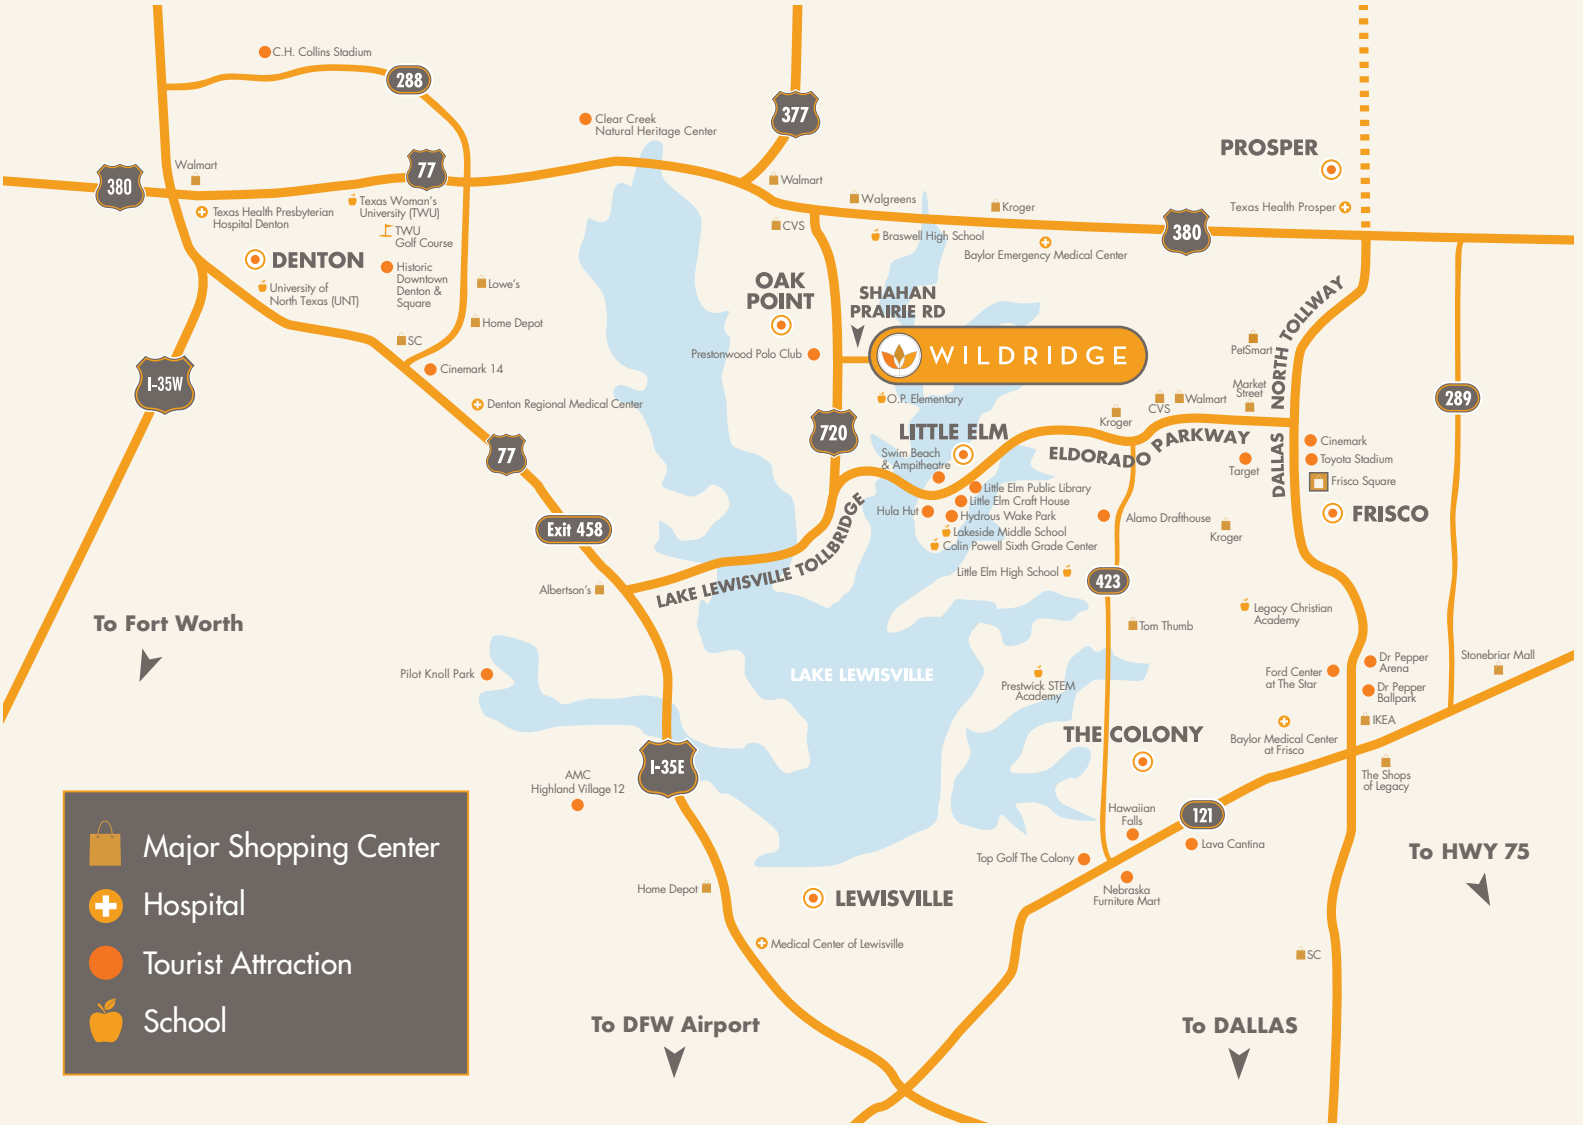 C.H. Collins Stadium
288
377
Clear Creek
Natural Heritage Center
PROSPER
Walmart
77
380
Walmart
Texas Woman's
University (TWU)
Texas Health Presbyterian
Hospital Denton
TWU
Golf Course
Walgreens
Kroger
Texas Health Prosper
CVS
Braswell High School
380
Baylor Emergency Medical Center
DENTON
Historic
Downtown
Denton &
Square
University of
North Texas (UNT)
Lowe's
OAK
POINT
SHAHAN
PRAIRIE RD
Home Depot
SC
Prestonwood Polo Club
WILDRIDGE
PetSmart
DALLAS NORTH TOLLWAY
Cinemark 14
I-35W
Market
Street
289
Denton Regional Medical Center
O.P. Elementary
CVS
Walmart
Kroger
720
LITTLE ELM
ELDORADO PARKWAY
Cinemark
77
Swim Beach
& Ampitheatre
Toyota Stadium
Target
Frisco Square
Little Elm Public Library
Little Elm Craft House
Hula Hut
Hydrous Wake Park
Alamo Drafthouse
FRISCO
Exit 458
Lakeside Middle School
Kroger
Colin Powell Sixth Grade Center
LAKE LEWISVILLE TOLLBRIDGE
Little Elm High School
423
Albertson's
Legacy Christian
Academy
To Fort Worth
Tom Thumb
Stonebriar Mall
Dr Pepper
Arena
Pilot Knoll Park
LAKE LEWISVILLE
Ford Center
at The Star
Prestwick STEM
Academy
Dr Pepper
Ballpark
IKEA
THE COLONY
Baylor Medical Center
at Frisco
I-35E
AMC
Highland Village 12
The Shops
of Legacy
Hawaiian
Falls
121
Lava Cantina
Top Golf The Colony
To HWY 75
Nebraska
Furniture Mart
Home Depot
LEWISVILLE
Medical Center of Lewisville
SC
To DFW Airport
To DALLAS
Major Shopping Center
Hospital
Tourist Attraction
School